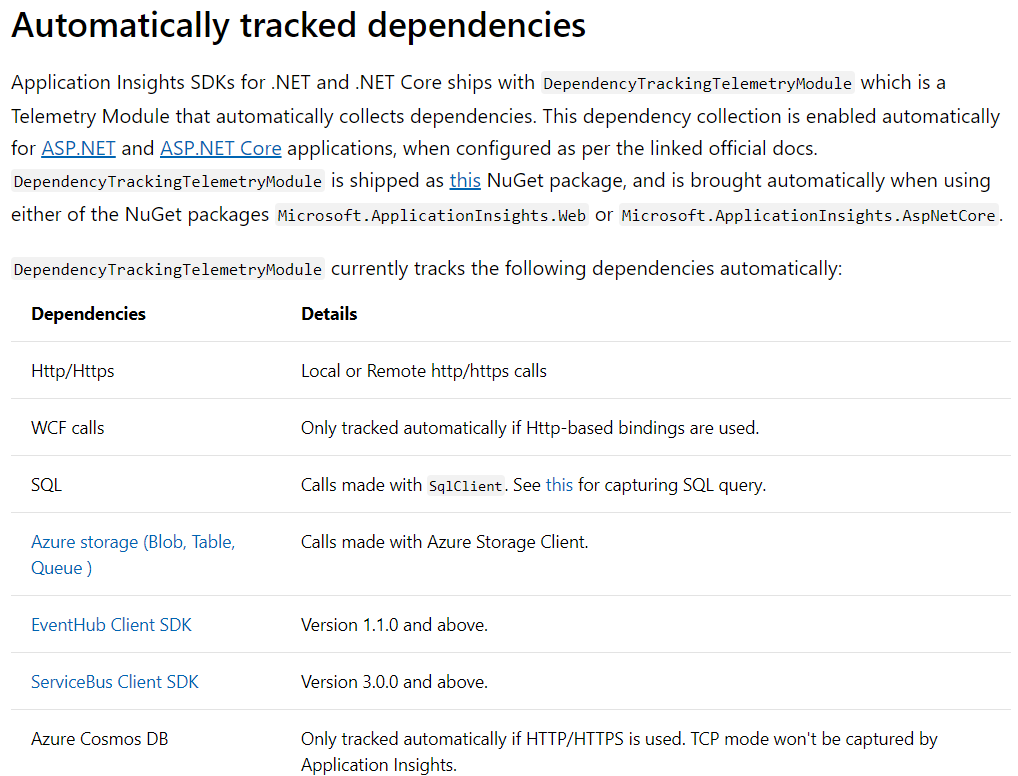 Automatically tracked dependencies
Application Insights SDKs for .NET and .NET Core ships with DependencyTrackingTelemetryModule which is a
Telemetry Module that automatically collects dependencies. This dependency collection is enabled automatically
for ASP.NET and ASP.NET Core applications, when configured as per the linked official docs.
DependencyTrackingTelemetryModule is shipped as this NuGet package, and is brought automatically when using
either of the NuGet packages Microsoft.ApplicationInsights.Web or Microsoft.ApplicationInsights.AspNetCore.
DependencyTrackingTelemetryModule currently tracks the following dependencies automatically:
Dependencies Details
Http/Https Local or Remote http/https calls
WCF calls Only tracked automatically if Http-based bindings are used.
SQL Calls made with SqlClient. See this for capturing SQL query.
Azure storage (Blob, Table, Calls made with Azure Storage Client.
Queue )
EventHub Client SDK Version 1.1.0 and above.
ServiceBus Client SDK Version 3.0.0 and above.
Azure Cosmos DB Only tracked automatically if HTTP/HTTPS is used. TCP mode won't be captured by
Application Insights.